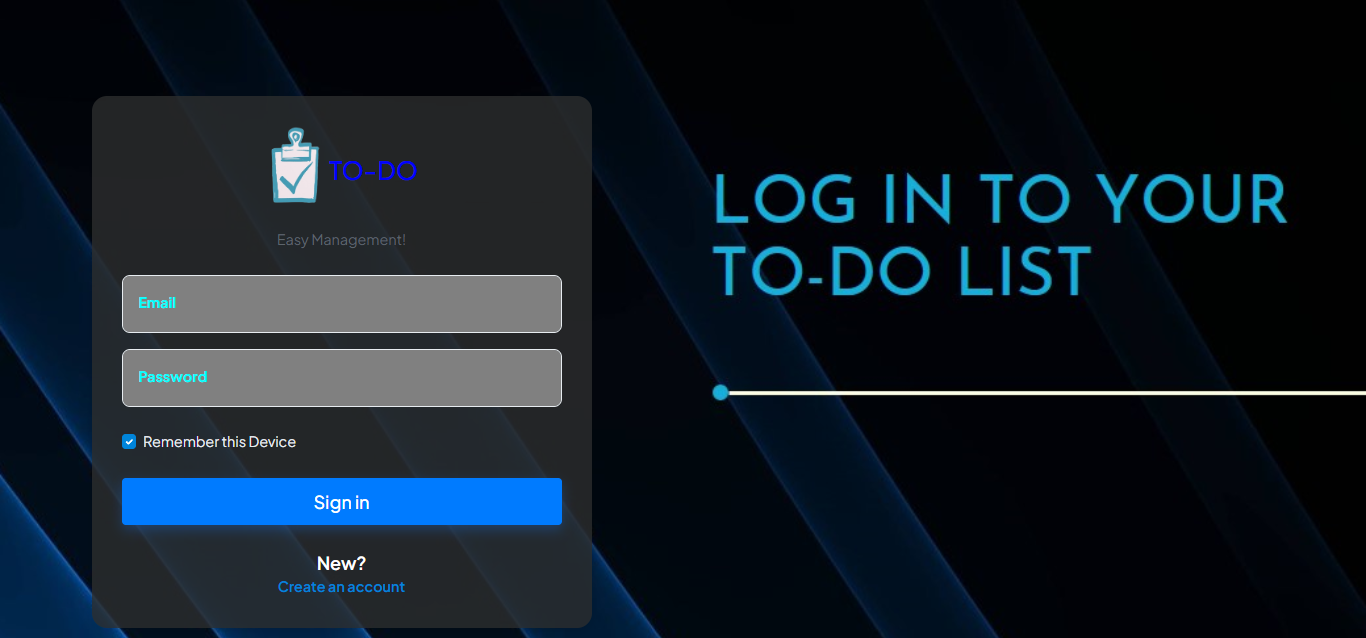 TO-DO
Easy Management!
Email
Password
Remember this Device
Sign in
New?
Create an account
LOG IN TO YOUR
TO-DO LIST